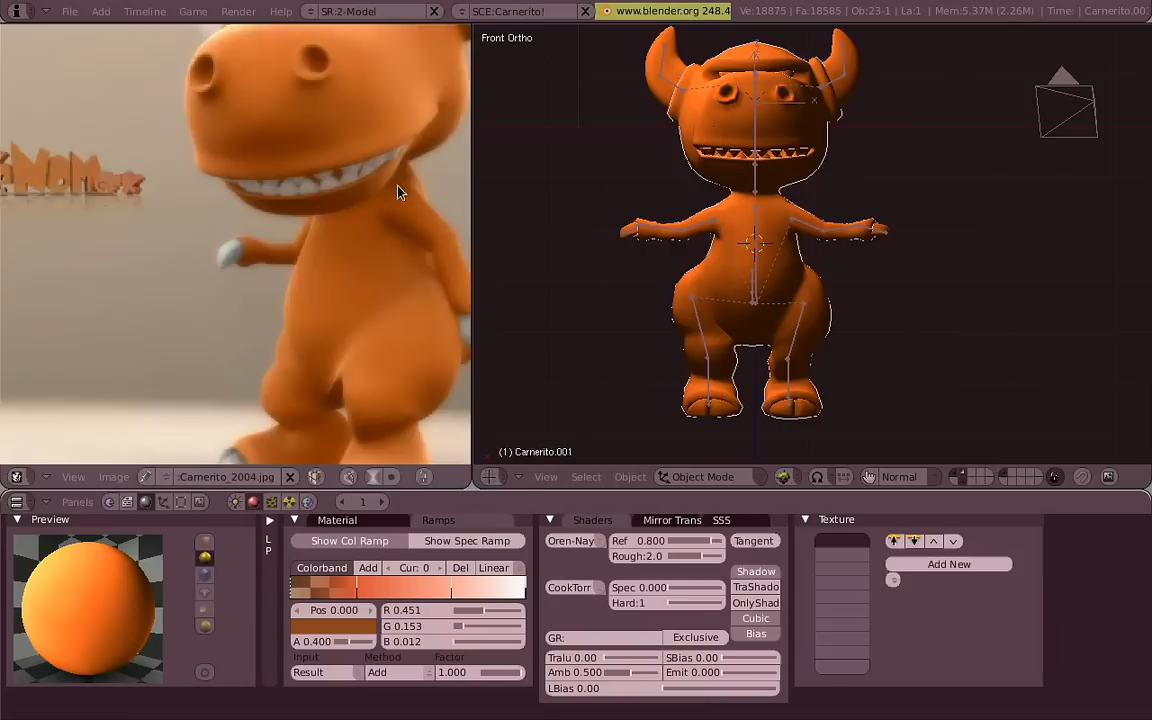 File Add Timeline Game Render Help SR:2-Model SCE:Carnerito! www.blender.org 248.4 Ve:18875 | Fa:18585 | Ob:23-1 | La:1 | Mem:5.37M (2.26M) | Time: | Carnerito.00
Front Ortho
(1) Carnerito.001
View Image :Carnerito_2004.jpg
View Select Object Object Mode Normal
Panels 1
Preview
L
P
Material Ramps
Show Col Ramp Show Spec Ramp
Colorband Add Cur: 0 Del Linear
Pos 0.000 R 0.451
G 0.153
A 0.400 B 0.012
Input Method Factor
Result Add 1.000
Shaders Mirror Trans SSS
Oren-Nay Ref 0.800 Tangent
Rough:2.0
Shadow
CookTorr Spec 0.000 TraShado
Hard:1 OnlyShad
Cubic
GR: Exclusive Bias
Tralu 0.00 SBias 0.00
Amb 0.500 Emit 0.000
LBias 0.00
Texture
Add New